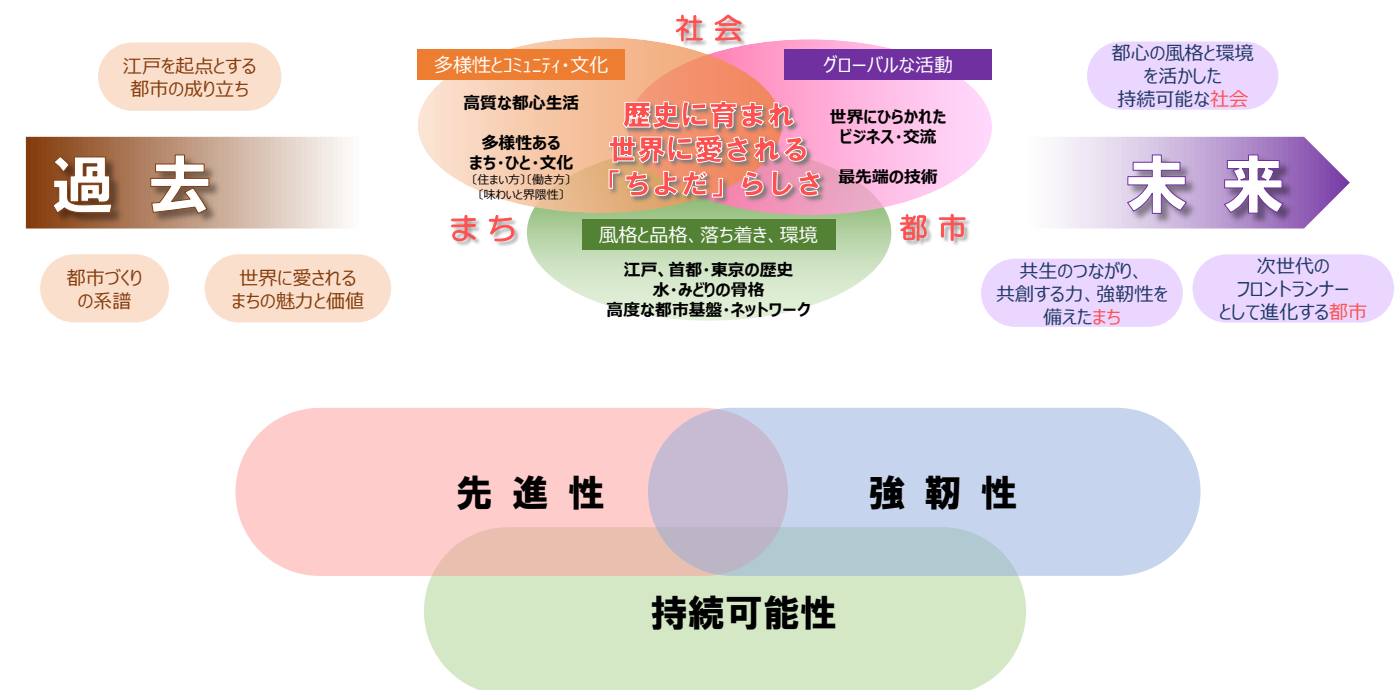 江戸を起点とする
都市の成り立ち
過 去
都市づくり
の系譜
世界に愛される
まちの魅力と価値
社 会
多様性とｺﾐｭﾆﾃｨ・文化
グローバルな活動
高質な都心生活
多様性ある
まち・ひと・文化
〔住まい方〕〔働き方〕
〔味わいと界隈性〕
歴史に育まれ
世界に愛される
「ちよだ」らしさ
世界にひらかれた
ビジネス・交流
最先端の技術
まち
都 市
風格と品格、落ち着き、環境
江戸、首都・東京の歴史
水・みどりの骨格
高度な都市基盤・ネットワーク
都心の風格と環境
を活かした
持続可能な社会
未 来
共生のつながり、
共創する力、強靭性を
備えたまち
次世代の
フロントランナー
として進化する都市
先 進 性
強 靭 性
持続可能性